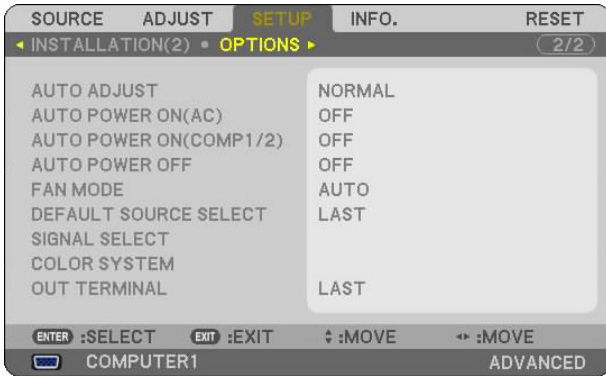 SOURCE ADJUST SETUP INFO. RESET
INSTALLATION(2) • OPTIONS 2/2
AUTO ADJUST NORMAL
AUTO POWER ON(AC) OFF
AUTO POWER ON(COMP1/2) OFF
AUTO POWER OFF OFF
FAN MODE AUTO
DEFAULT SOURCE SELECT LAST
SIGNAL SELECT
COLOR SYSTEM
OUT TERMINAL LAST
ENTER :SELECT EXIT :EXIT :MOVE :MOVE
COMPUTER1 ADVANCED